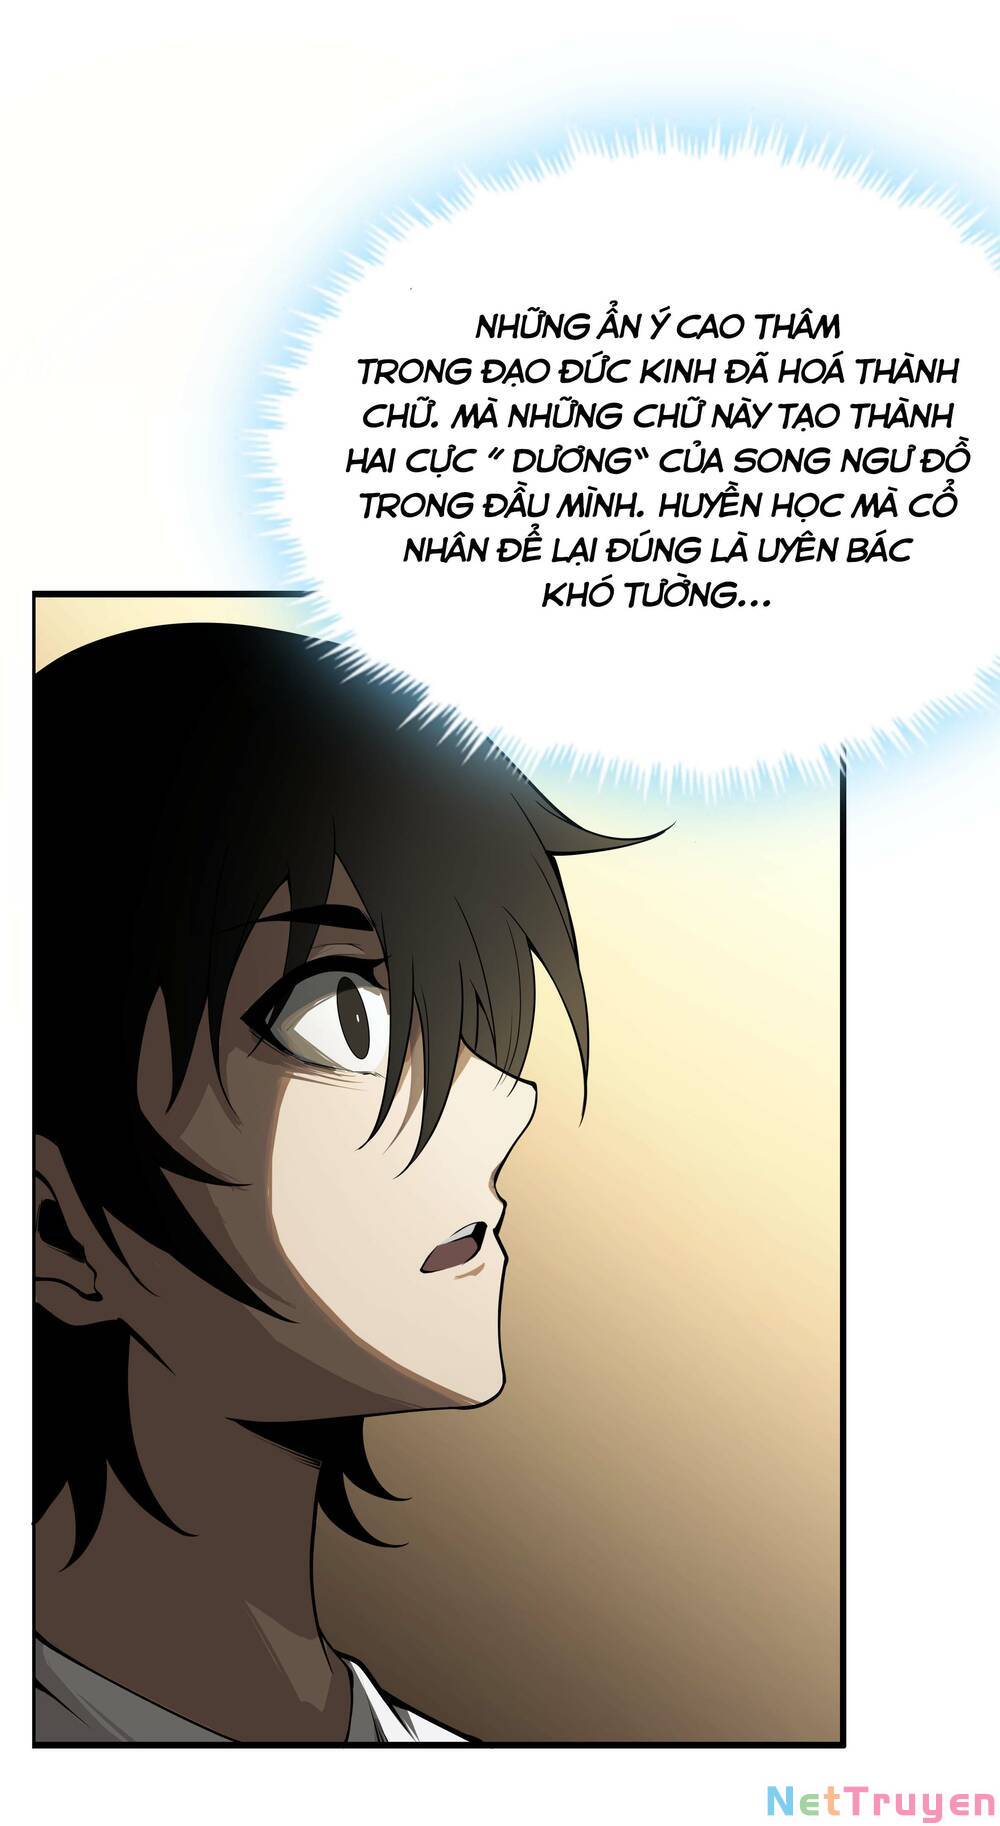 NHỮNG ẨN Ý CAO THÂM
TRONG ĐẠO ĐỨC KINH ĐÃ HOÁ THÀNH
CHỮ. MÀ NHỮNG CHỮ NÀY TẠO THÀNH
HAI CỰC " DƯƠNG" CỦA SONG NGƯ ĐỒ
TRONG ĐẦU MÌNH. HUYỀN HỌC MÀ CỔ
NHÂN ĐỂ LẠI ĐÚNG LÀ UYÊN BÁC
KHÓ TƯỜNG...
NetTruyen